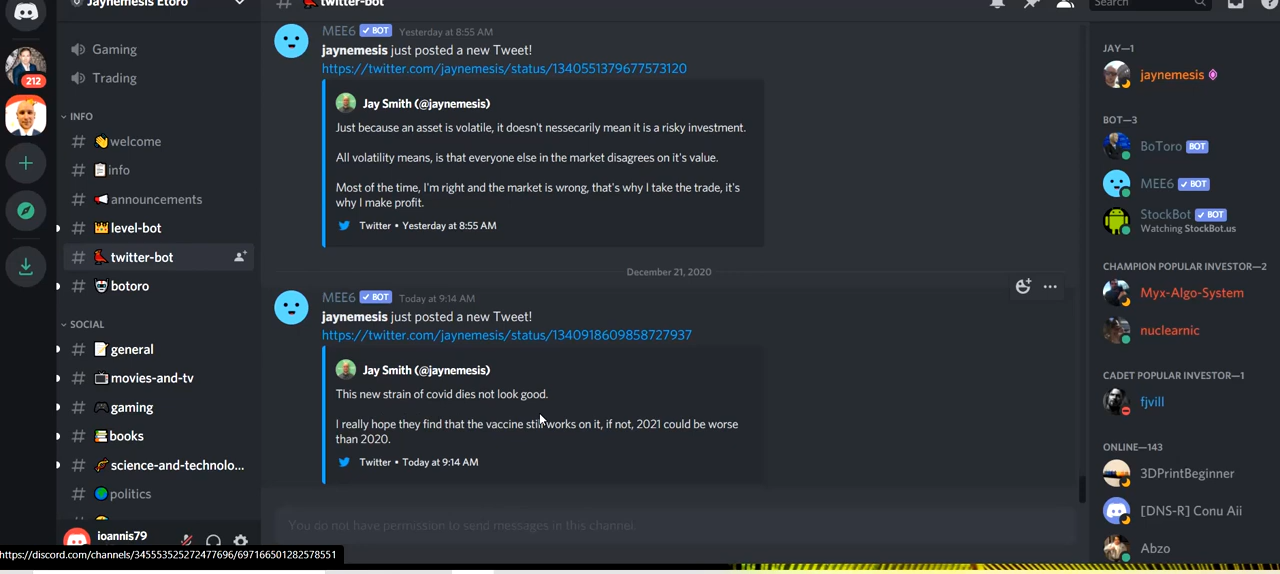 Jaynemesis Etoro
Gaming
Trading
INFO
welcome
info
announcements
level-bot
twitter-bot
botoro
SOCIAL
general
movies-and-tv
gaming
books
science-and-technolo...
politics
ioannis79
212
https://discord.com/channels/345553525272477696/697166501282578551
twitter-bot
MEE6 BOT Yesterday at 8:55 AM
jaynemesis just posted a new Tweet!
https://twitter.com/jaynemesis/status/1340551379677573120
Jay Smith (@jaynemesis)
Just because an asset is volatile, it doesn't nessecarily mean it is a risky investment.
All volatility means, is that everyone else in the market disagrees on it's value.
Most of the time, I'm right and the market is wrong, that's why I take the trade, it's
why I make profit.
Twitter • Yesterday at 8:55 AM
December 21, 2020
MEE6 BOT Today at 9:14 AM
jaynemesis just posted a new Tweet!
https://twitter.com/jaynemesis/status/1340918609858727937
Jay Smith (@jaynemesis)
This new strain of covid dies not look good.
I really hope they find that the vaccine still works on it, if not, 2021 could be worse
than 2020.
Twitter • Today at 9:14 AM
You do not have permission to send messages in this channel.
Search
JAY—1
jaynemesis
BOT—3
BoToro BOT
MEE6 BOT
StockBot BOT
Watching StockBot.us
CHAMPION POPULAR INVESTOR—2
Myx-Algo-System
nuclearnic
CADET POPULAR INVESTOR—1
fjvill
ONLINE—143
3DPrintBeginner
[DNS-R] Conu Aii
Abzo